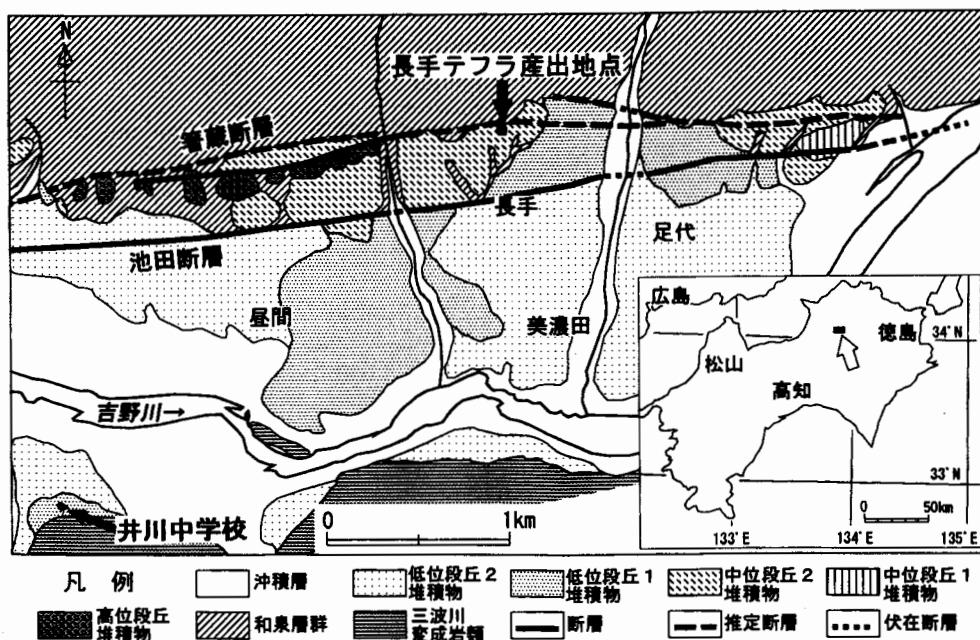 N
長手テフラ産出地点
箸蔵断層
長手
池田断層
足代
昼間
美濃田
吉野川→
井川中学校
0 1km
広島
徳島
34°N
松山
高知
33°N
0 50km
133°E 134°E 135°E
凡例
沖積層
低位段丘2
堆積物
低位段丘1
堆積物
中位段丘2
堆積物
中位段丘1
堆積物
高位段丘
堆積物
和泉層群
三波川
変成岩類
断層
推定断層
伏在断層